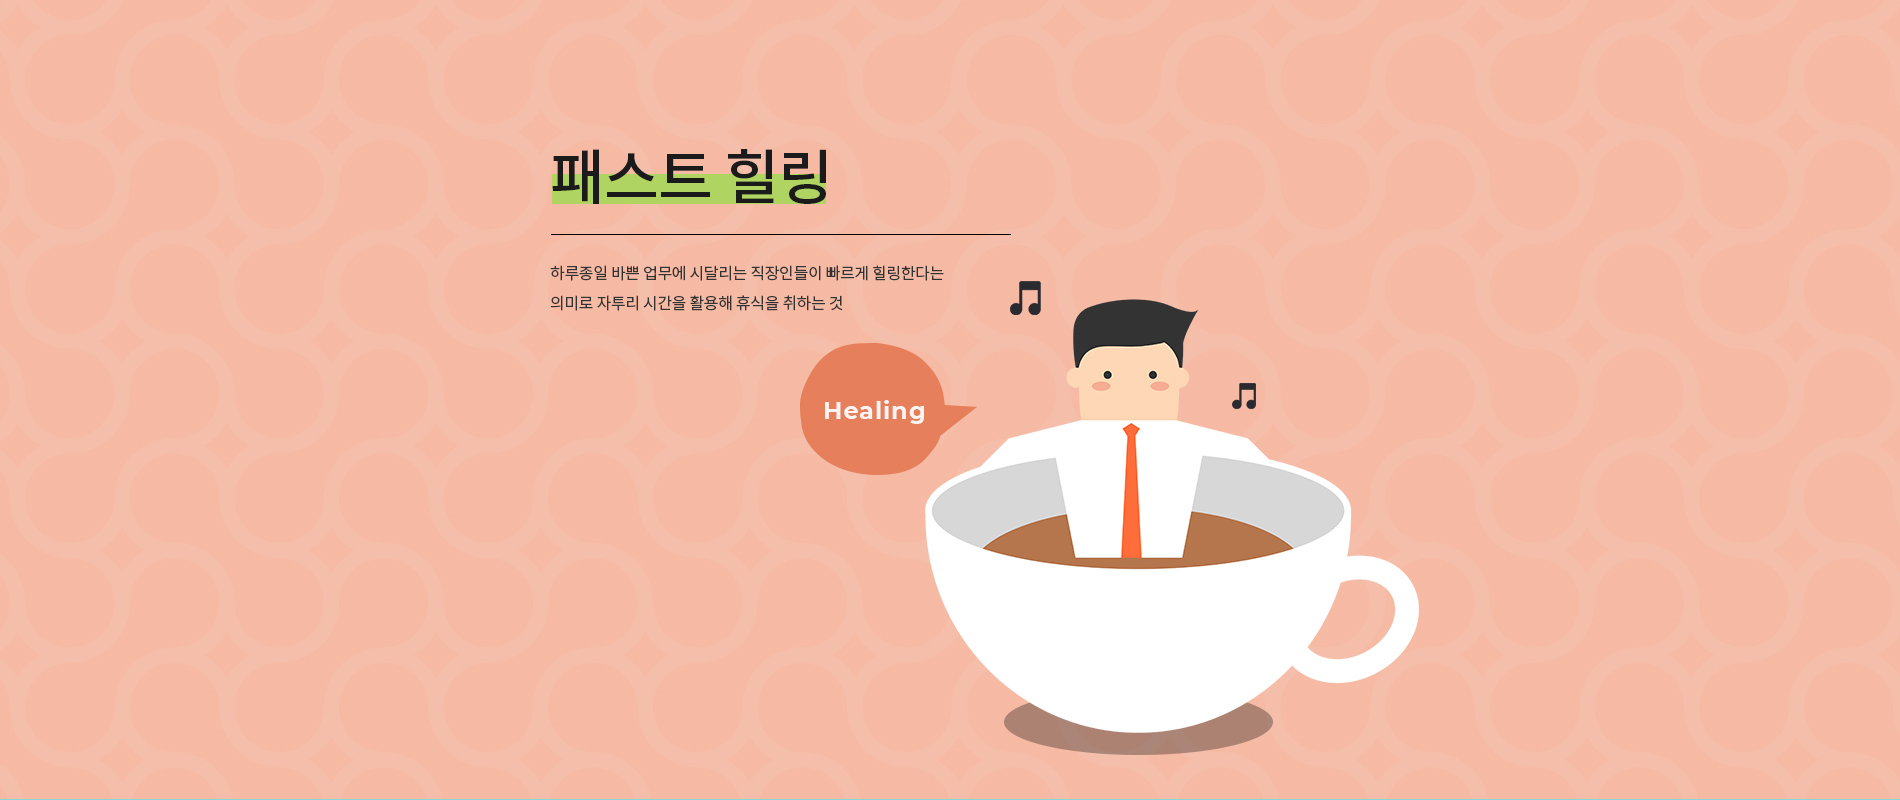 패스트 힐링
하루종일 바쁜 업무에 시달리는 직장인들이 빠르게 힐링한다는
의미로 자투리 시간을 활용해 휴식을 취하는 것
Healing